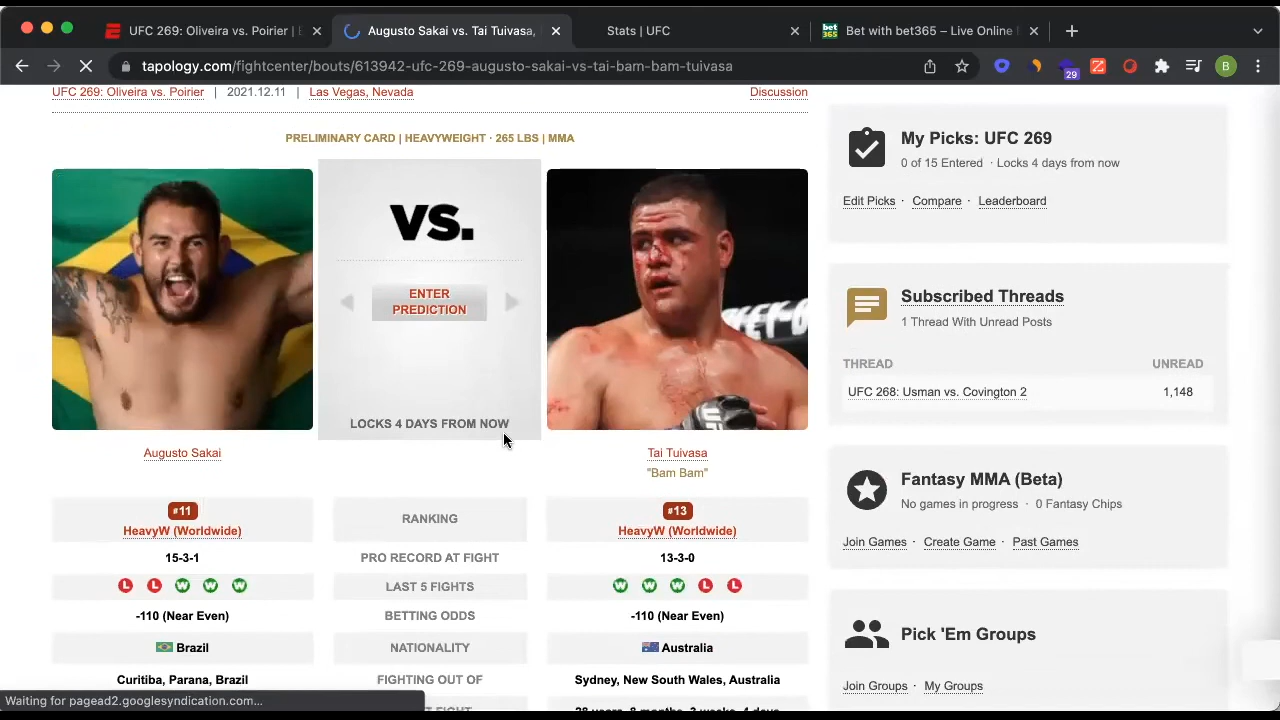 UFC 269: Oliveira vs. Poirier | E
Augusto Sakai vs. Tai Tuivasa,
Stats | UFC
bet365
Bet with bet365 – Live Online
tapology.com/fightcenter/bouts/613942-ufc-269-augusto-sakai-vs-tai-bam-bam-tuivasa
29
B
UFC 269: Oliveira vs. Poirier | 2021.12.11 | Las Vegas, Nevada
Discussion
PRELIMINARY CARD | HEAVYWEIGHT · 265 LBS | MMA
VS.
ENTER
PREDICTION
LOCKS 4 DAYS FROM NOW
UFC
Augusto Sakai
Tai Tuivasa
"Bam Bam"
#11
HeavyW (Worldwide)
RANKING
#13
HeavyW (Worldwide)
15-3-1
PRO RECORD AT FIGHT
13-3-0
L L W W W
LAST 5 FIGHTS
W W W L L
-110 (Near Even)
BETTING ODDS
-110 (Near Even)
Brazil
NATIONALITY
Australia
Curitiba, Parana, Brazil
FIGHTING OUT OF
Sydney, New South Wales, Australia
My Picks: UFC 269
0 of 15 Entered · Locks 4 days from now
Edit Picks · Compare · Leaderboard
Subscribed Threads
1 Thread With Unread Posts
THREAD UNREAD
UFC 268: Usman vs. Covington 2 1,148
Fantasy MMA (Beta)
No games in progress · 0 Fantasy Chips
Join Games · Create Game · Past Games
Pick 'Em Groups
Join Groups · My Groups
Waiting for pagead2.googlesyndication.com...